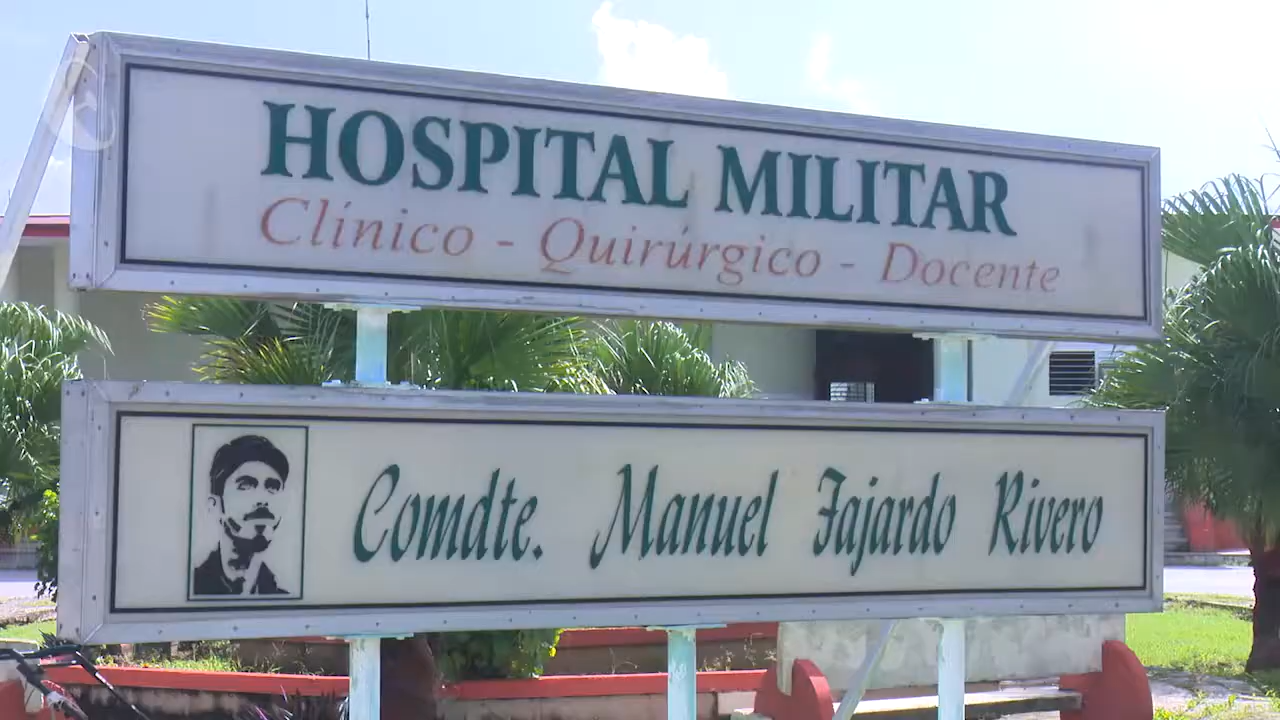 HOSPITAL MILITAR
Clínico - Quirúrgico - Docente
Comdte. Manuel Fajardo Rivero